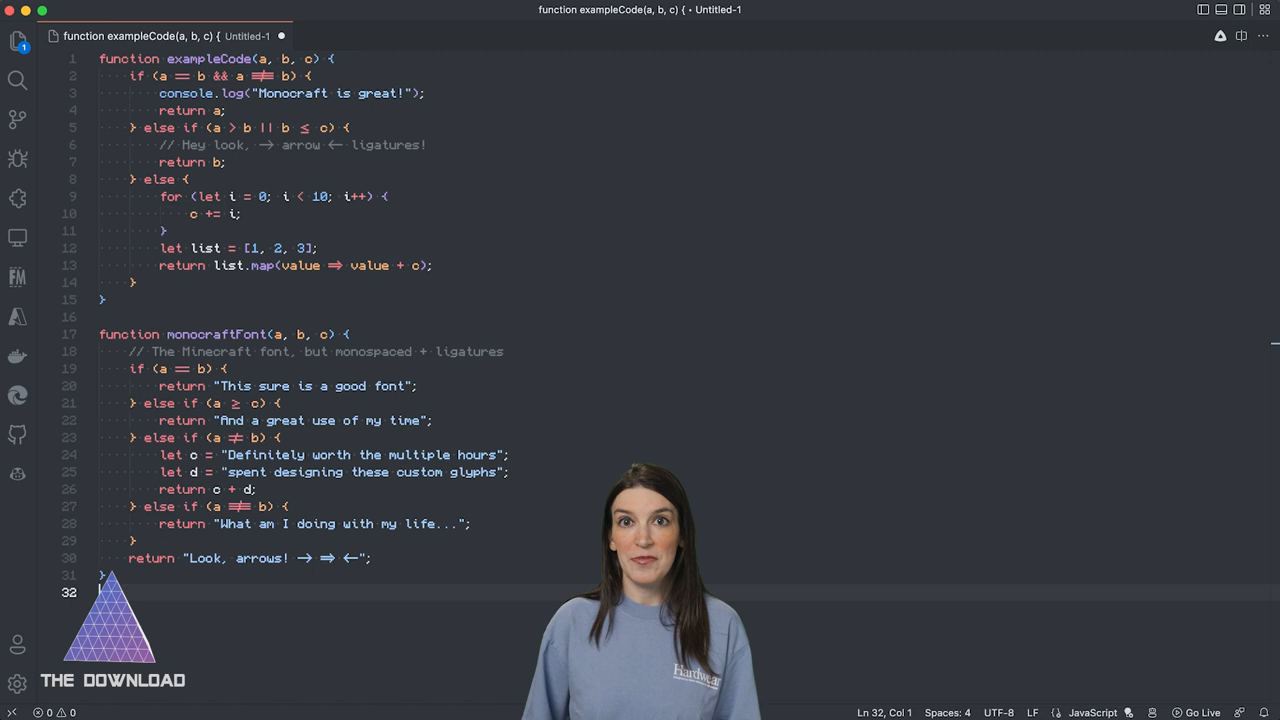 function exampleCode(a, b, c) { • Untitled-1
function exampleCode(a, b, c) { Untitled-1 ●
1 function exampleCode(a, b, c) {
2 if (a == b && a ≢ b) {
3 console.log("Monocraft is great!");
4 return a;
5 } else if (a > b || b ≤ c) {
6 // Hey look, → arrow ← ligatures!
7 return b;
8 } else {
9 for (let i = 0; i < 10; i++) {
10 c += i;
11 }
12 let list = [1, 2, 3];
13 return list.map(value ⇒ value + c);
14 }
15 }
16
17 function monocraftFont(a, b, c) {
18 // The Minecraft font, but monospaced + ligatures
19 if (a == b) {
20 return "This sure is a good font";
21 } else if (a ≥ c) {
22 return "And a great use of my time";
23 } else if (a ≠ b) {
24 let c = "Definitely worth the multiple hours";
25 let d = "spent designing these custom glyphs";
26 return c + d;
27 } else if (a ≢ b) {
28 return "What am I doing with my life...";
29 }
30 return "Look, arrows! → ⇒ ←";
31 }
32
1
FM
Hardwear
THE DOWNLOAD
0 0
Ln 32, Col 1 Spaces: 4 UTF-8 LF {} JavaScript Go Live